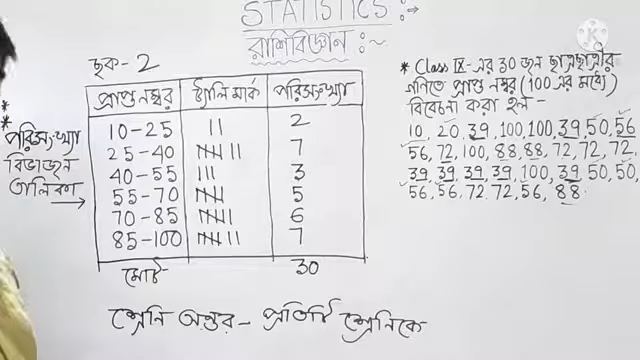 STATISTICS :→
রাশিবিজ্ঞান :~
ছক- 2
প্রাপ্ত নম্বর ট্যালি মার্ক পরিসংখ্যা
10-25 || 2
25-40 |||| || 7
40-55 ||| 3
55-70 |||| 5
70-85 |||| | 6
85-100 |||| || 7
মোট 30
* *
পরিসংখ্যা
বিভাজন
তালিকা
→
* Class IX-এর 30 জন ছাত্রছাত্রীর
গনিতে প্রাপ্ত নম্বর (100 এর মধ্যে)
বিবেচনা করা হল -
10, 20, 39, 100, 100, 39, 50, 56
56, 72, 100, 88, 88, 72, 72, 72,
39, 39, 39, 39, 100, 39, 50, 50,
56, 56, 72, 72, 56, 88.
শ্রেনি অন্তর - প্রতিটি শ্রেনিকে